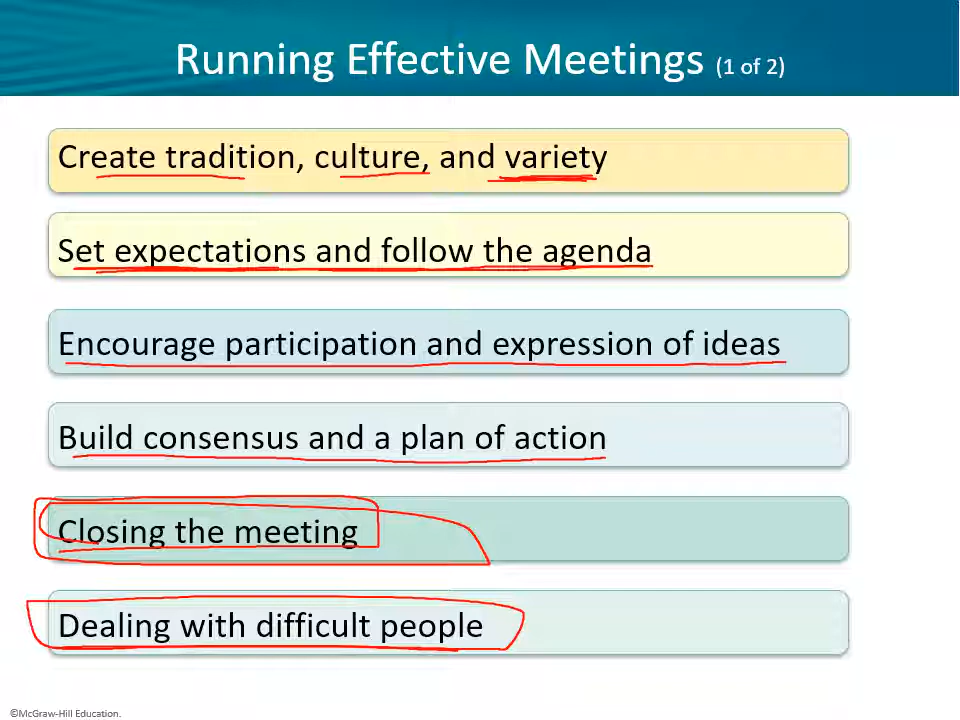 Running Effective Meetings (1 of 2)
Create tradition, culture, and variety
Set expectations and follow the agenda
Encourage participation and expression of ideas
Build consensus and a plan of action
Closing the meeting
Dealing with difficult people
©McGraw-Hill Education.